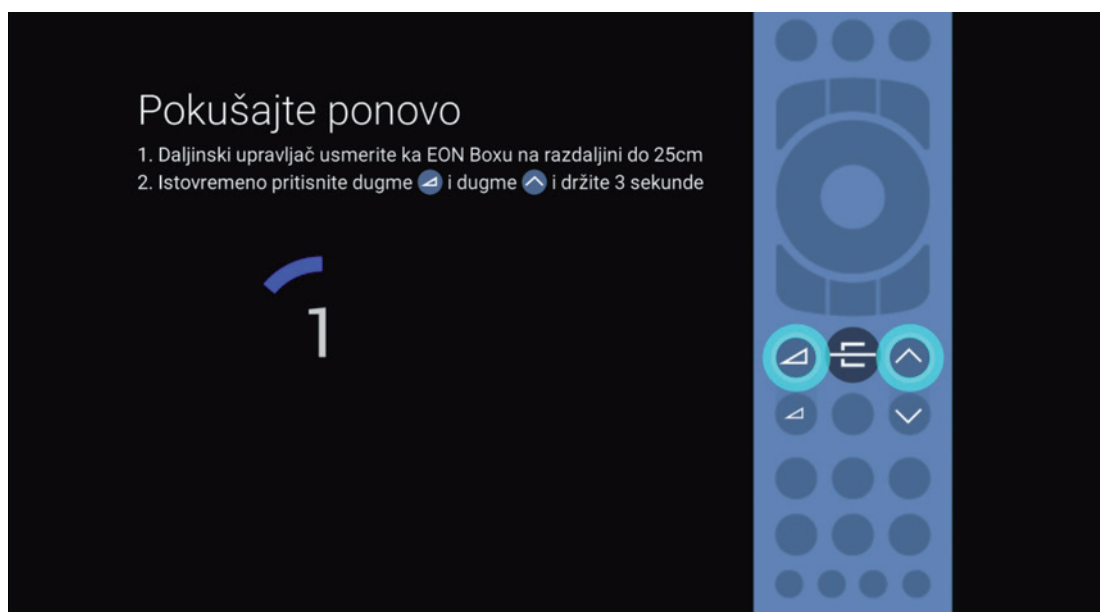 Pokušajte ponovo
1. Daljinski upravljač usmerite ka EON Boxu na razdaljini do 25cm
2. Istovremeno pritisnite dugme i dugme i držite 3 sekunde
1